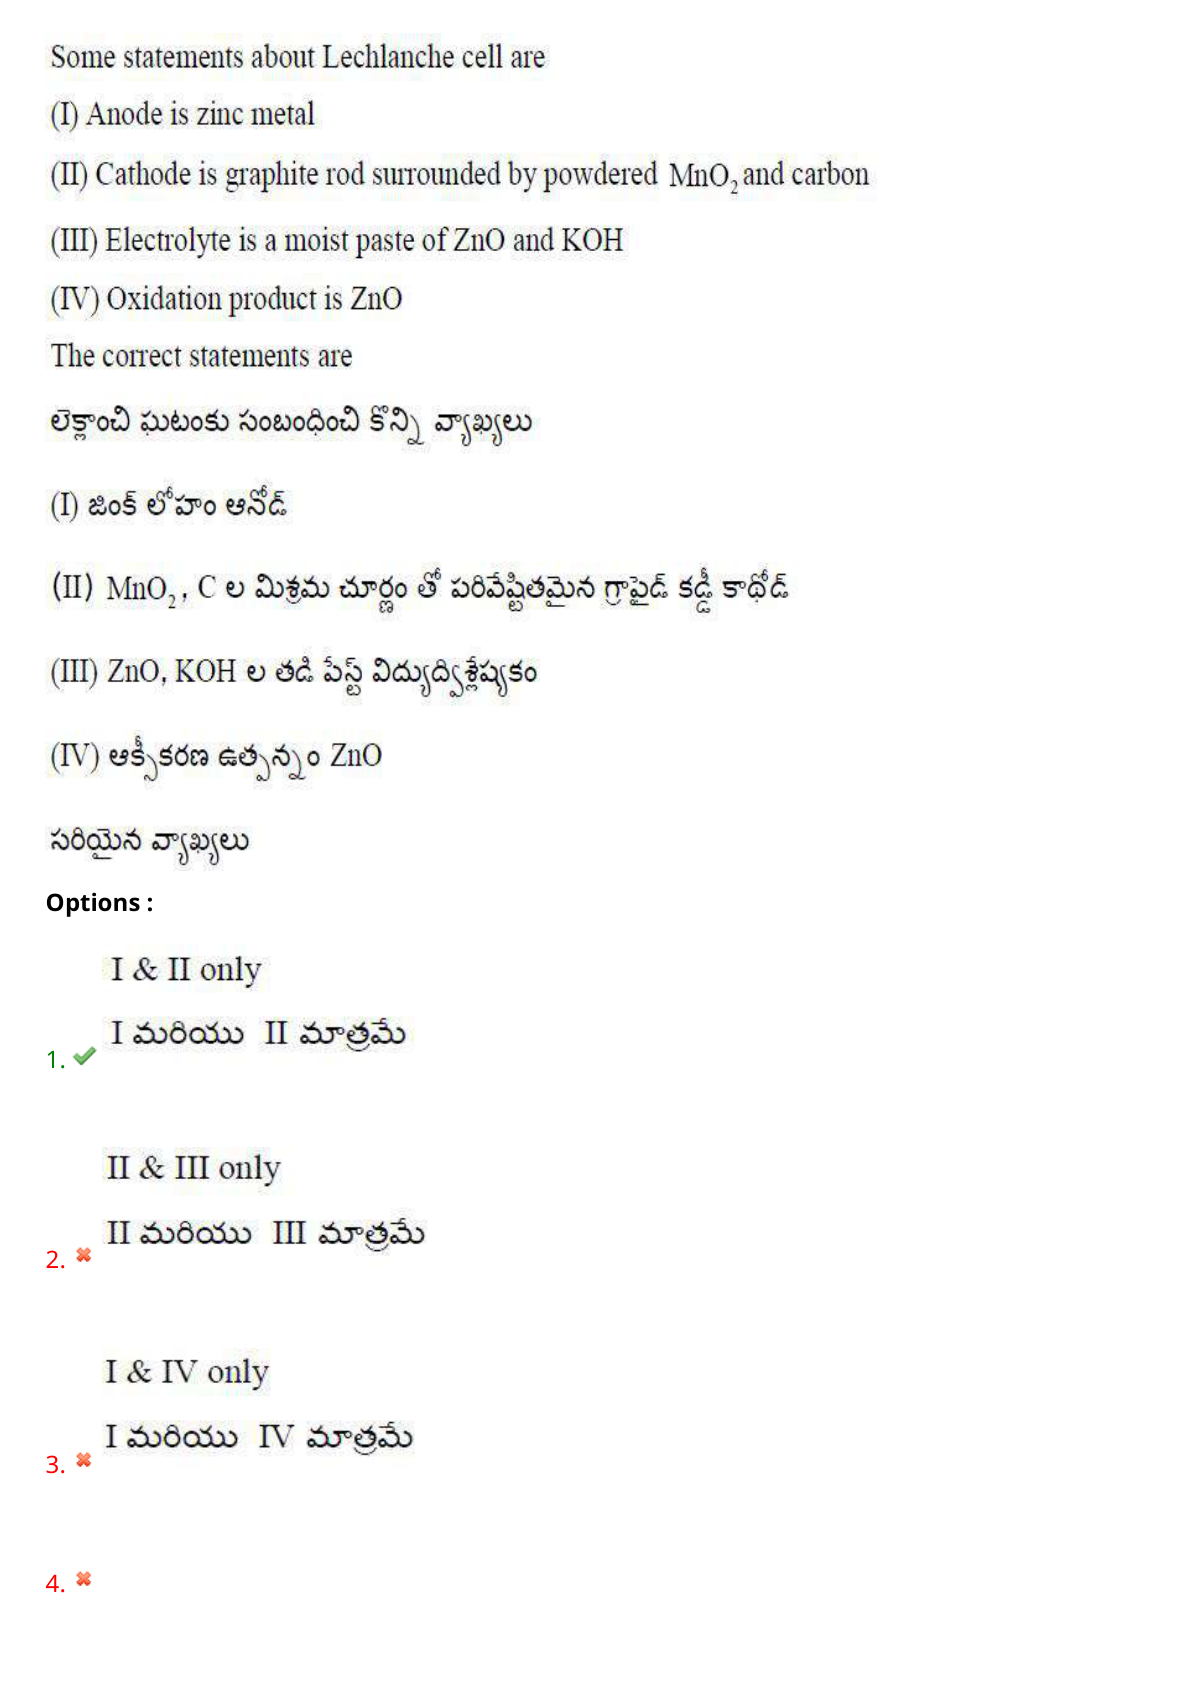 Some statements about Lechlanche cell are
(I) Anode is zinc metal
(II) Cathode is graphite rod surrounded by powdered MnO₂ and carbon
(III) Electrolyte is a moist paste of ZnO and KOH
(IV) Oxidation product is ZnO
The correct statements are
లెక్లాంచి ఘటంకు సంబంధించి కొన్ని వ్యాఖ్యలు
(I) జింక్ లోహం ఆనోడ్
(II) MnO₂, C ల మిశ్రమ చూర్ణం తో పరివేష్టితమైన గ్రాఫైడ్ కడ్డీ కాథోడ్
(III) ZnO, KOH ల తడి పేస్ట్ విద్యుద్విశ్లేష్యకం
(IV) ఆక్సీకరణ ఉత్పన్నం ZnO
సరియైన వ్యాఖ్యలు
Options :
I & II only
I మరియు II మాత్రమే
1.
II & III only
II మరియు III మాత్రమే
2.
I & IV only
I మరియు IV మాత్రమే
3.
4.